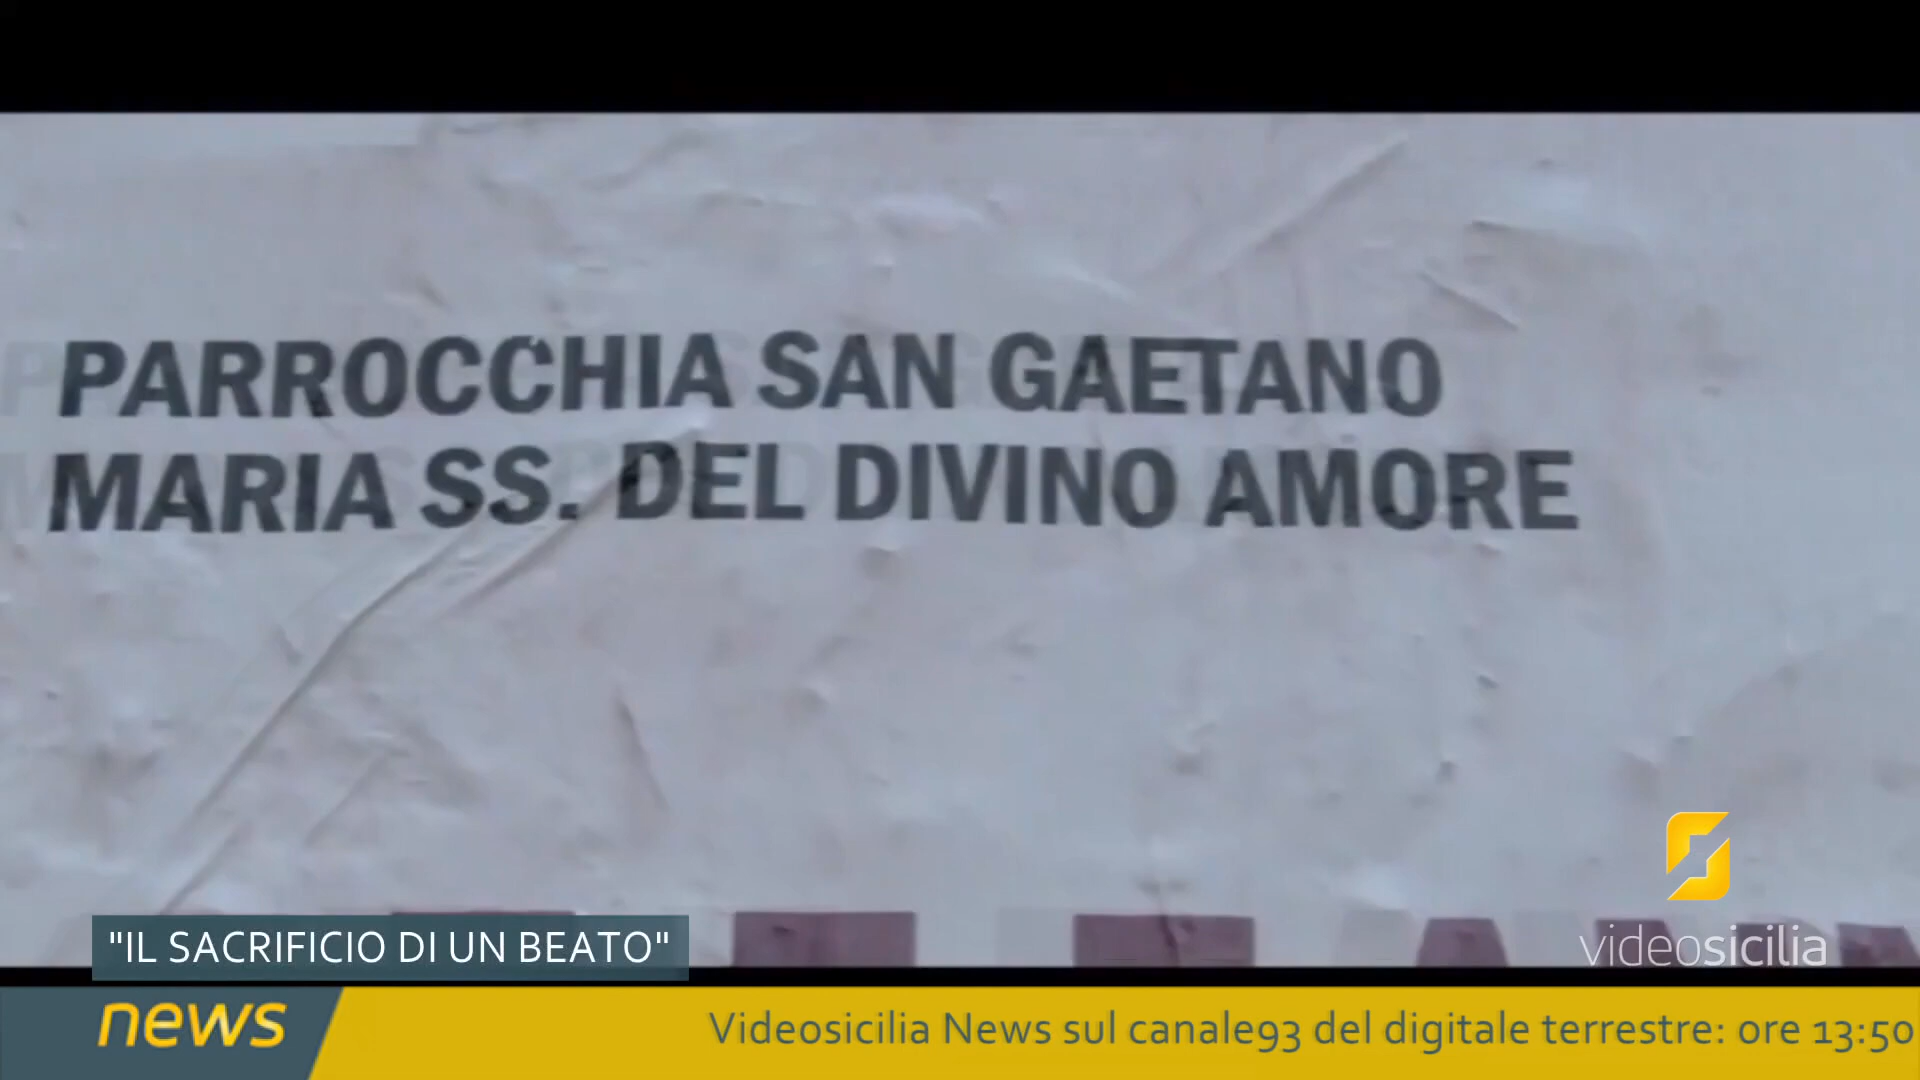 PARROCCHIA SAN GAETANO
MARIA SS. DEL DIVINO AMORE
videosicilia
"IL SACRIFICIO DI UN BEATO"
news
Videosicilia News sul canale93 del digitale terrestre: ore 13:50